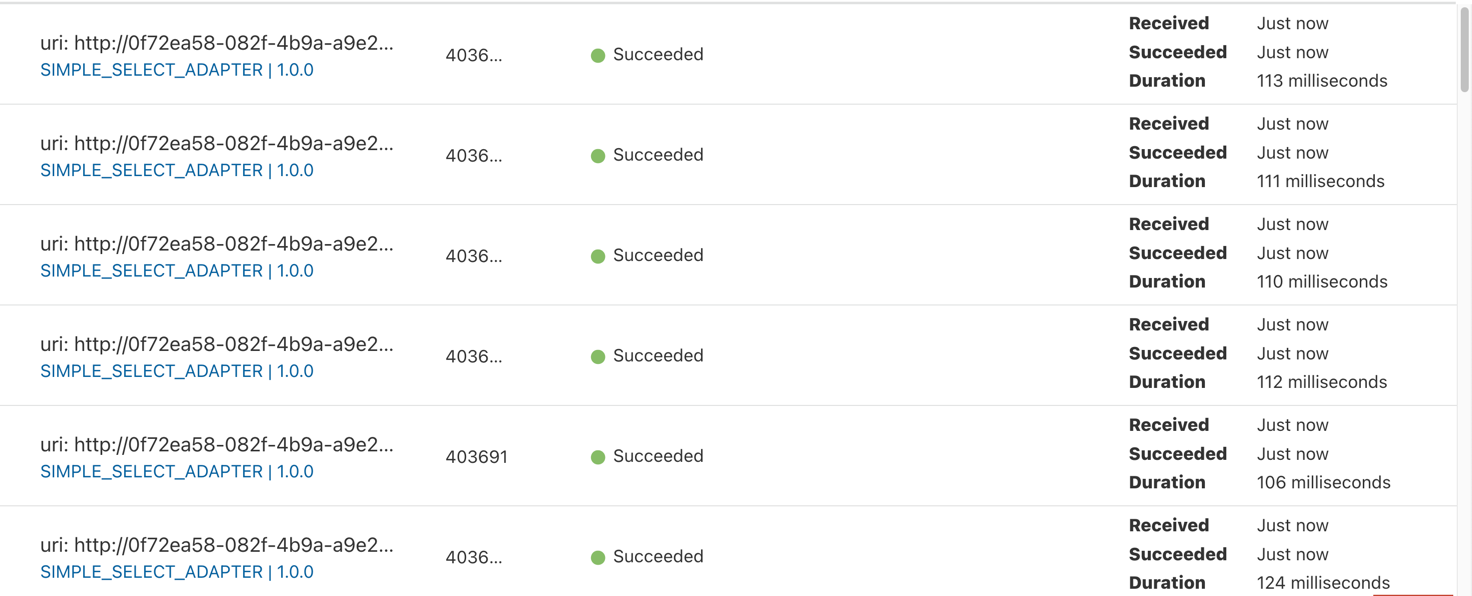 uri: http://0f72ea58-082f-4b9a-a9e2...
SIMPLE_SELECT_ADAPTER | 1.0.0
4036...
Succeeded
Received Just now
Succeeded Just now
Duration 113 milliseconds
uri: http://0f72ea58-082f-4b9a-a9e2...
SIMPLE_SELECT_ADAPTER | 1.0.0
4036...
Succeeded
Received Just now
Succeeded Just now
Duration 111 milliseconds
uri: http://0f72ea58-082f-4b9a-a9e2...
SIMPLE_SELECT_ADAPTER | 1.0.0
4036...
Succeeded
Received Just now
Succeeded Just now
Duration 110 milliseconds
uri: http://0f72ea58-082f-4b9a-a9e2...
SIMPLE_SELECT_ADAPTER | 1.0.0
4036...
Succeeded
Received Just now
Succeeded Just now
Duration 112 milliseconds
uri: http://0f72ea58-082f-4b9a-a9e2...
SIMPLE_SELECT_ADAPTER | 1.0.0
403691
Succeeded
Received Just now
Succeeded Just now
Duration 106 milliseconds
uri: http://0f72ea58-082f-4b9a-a9e2...
SIMPLE_SELECT_ADAPTER | 1.0.0
4036...
Succeeded
Received Just now
Succeeded Just now
Duration 124 milliseconds